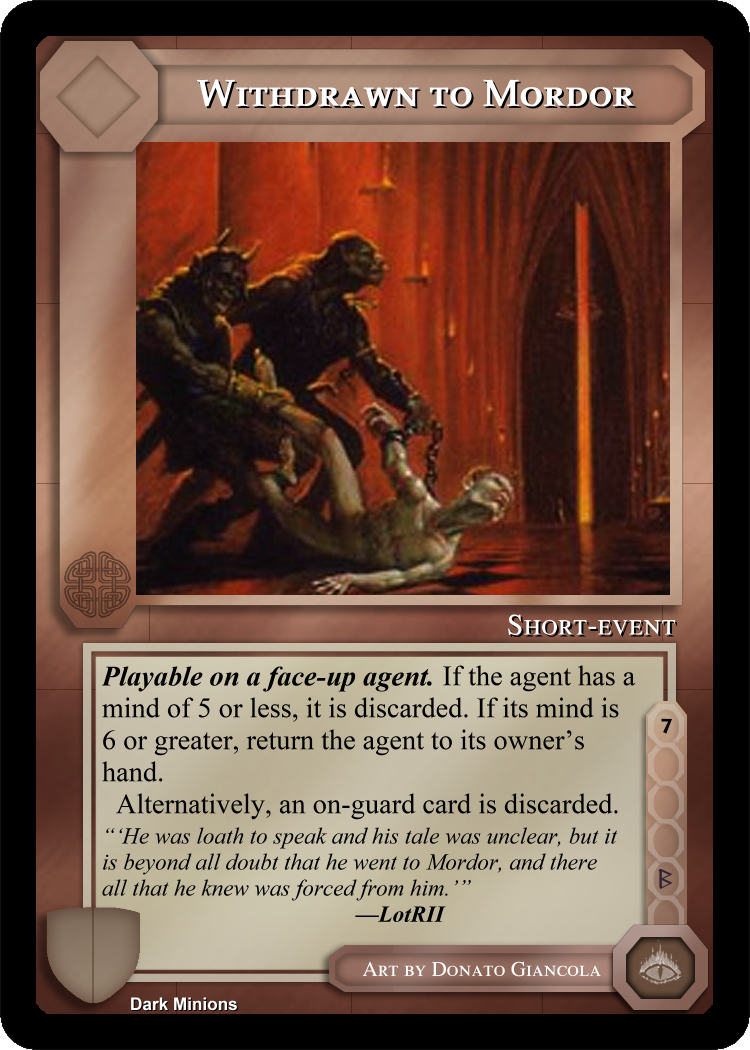 Withdrawn to Mordor
Short-event
Playable on a face-up agent. If the agent has a
mind of 5 or less, it is discarded. If its mind is
6 or greater, return the agent to its owner’s
hand.
Alternatively, an on-guard card is discarded.
“‘He was loath to speak and his tale was unclear, but it
is beyond all doubt that he went to Mordor, and there
all that he knew was forced from him.’”
—LotRII
7
ᛒ
Art by Donato Giancola
Dark Minions